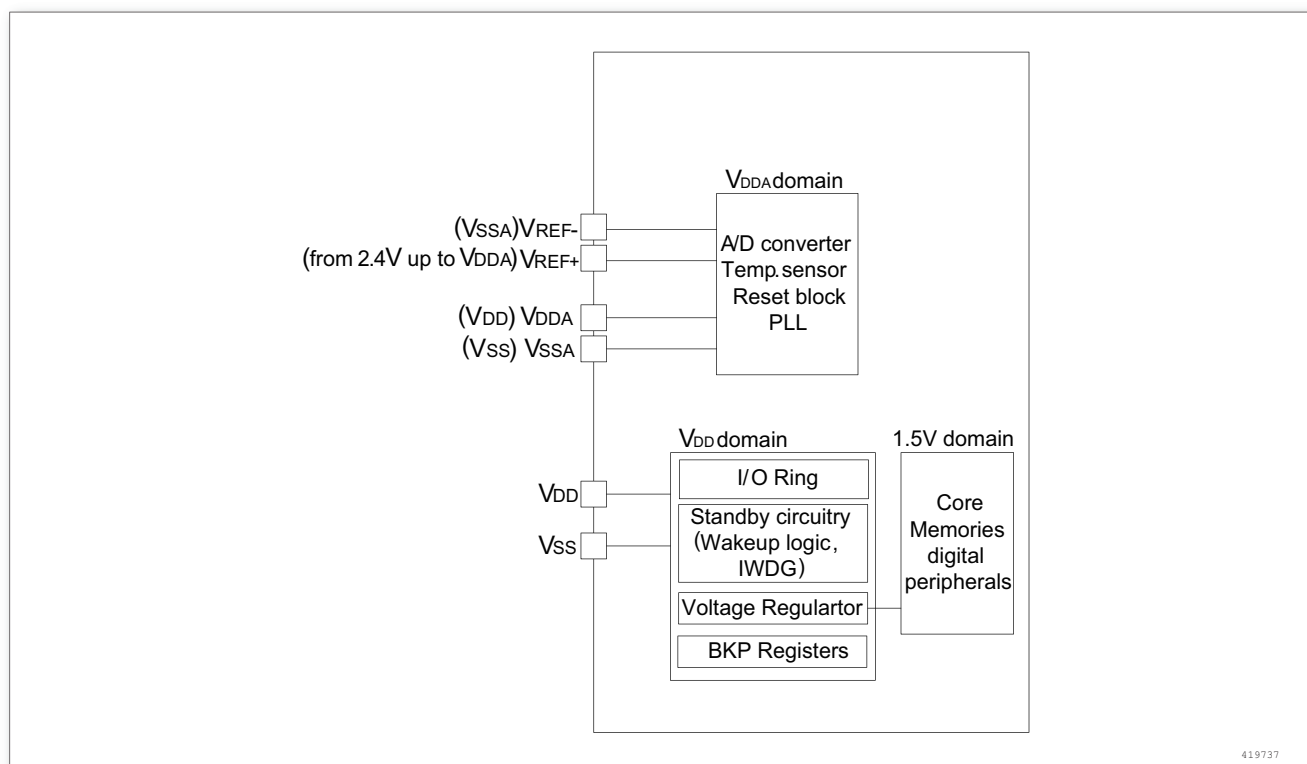 VDDA domain
(VSSA)VREF-
(from 2.4V up to VDDA)VREF+
(VDD) VDDA
(VSS) VSSA
A/D converter
Temp.sensor
Reset block
PLL
VDD domain
1.5V domain
VDD
VSS
I/O Ring
Standby circuitry
(Wakeup logic,
IWDG)
Voltage Regulartor
BKP Registers
Core
Memories
digital
peripherals
419737